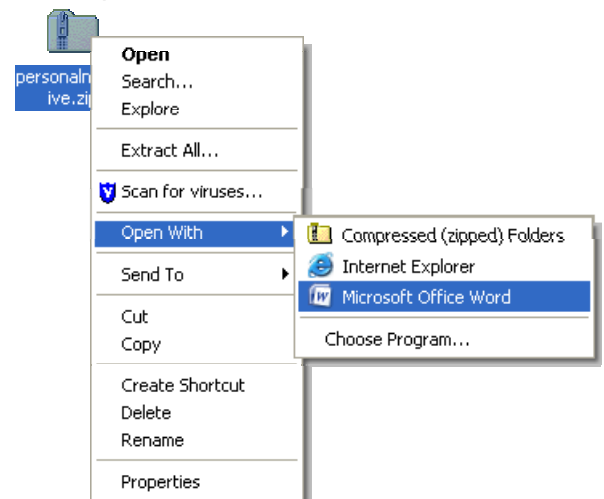 personaln
ive.zip
Open
Search...
Explore
Extract All...
Scan for viruses...
Open With
Send To
Cut
Copy
Create Shortcut
Delete
Rename
Properties
Compressed (zipped) Folders
Internet Explorer
Microsoft Office Word
Choose Program...